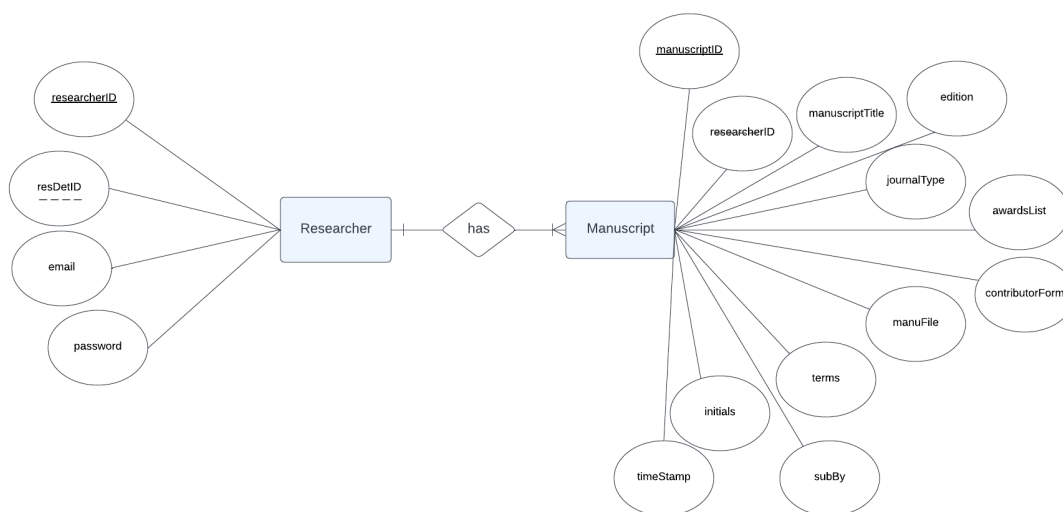 manuscriptID
researcherID
manuscriptTitle
edition
researcherID
resDetID
journalType
awardsList
Researcher
has
Manuscript
email
contributorForm
manuFile
password
terms
initials
timeStamp
subBy